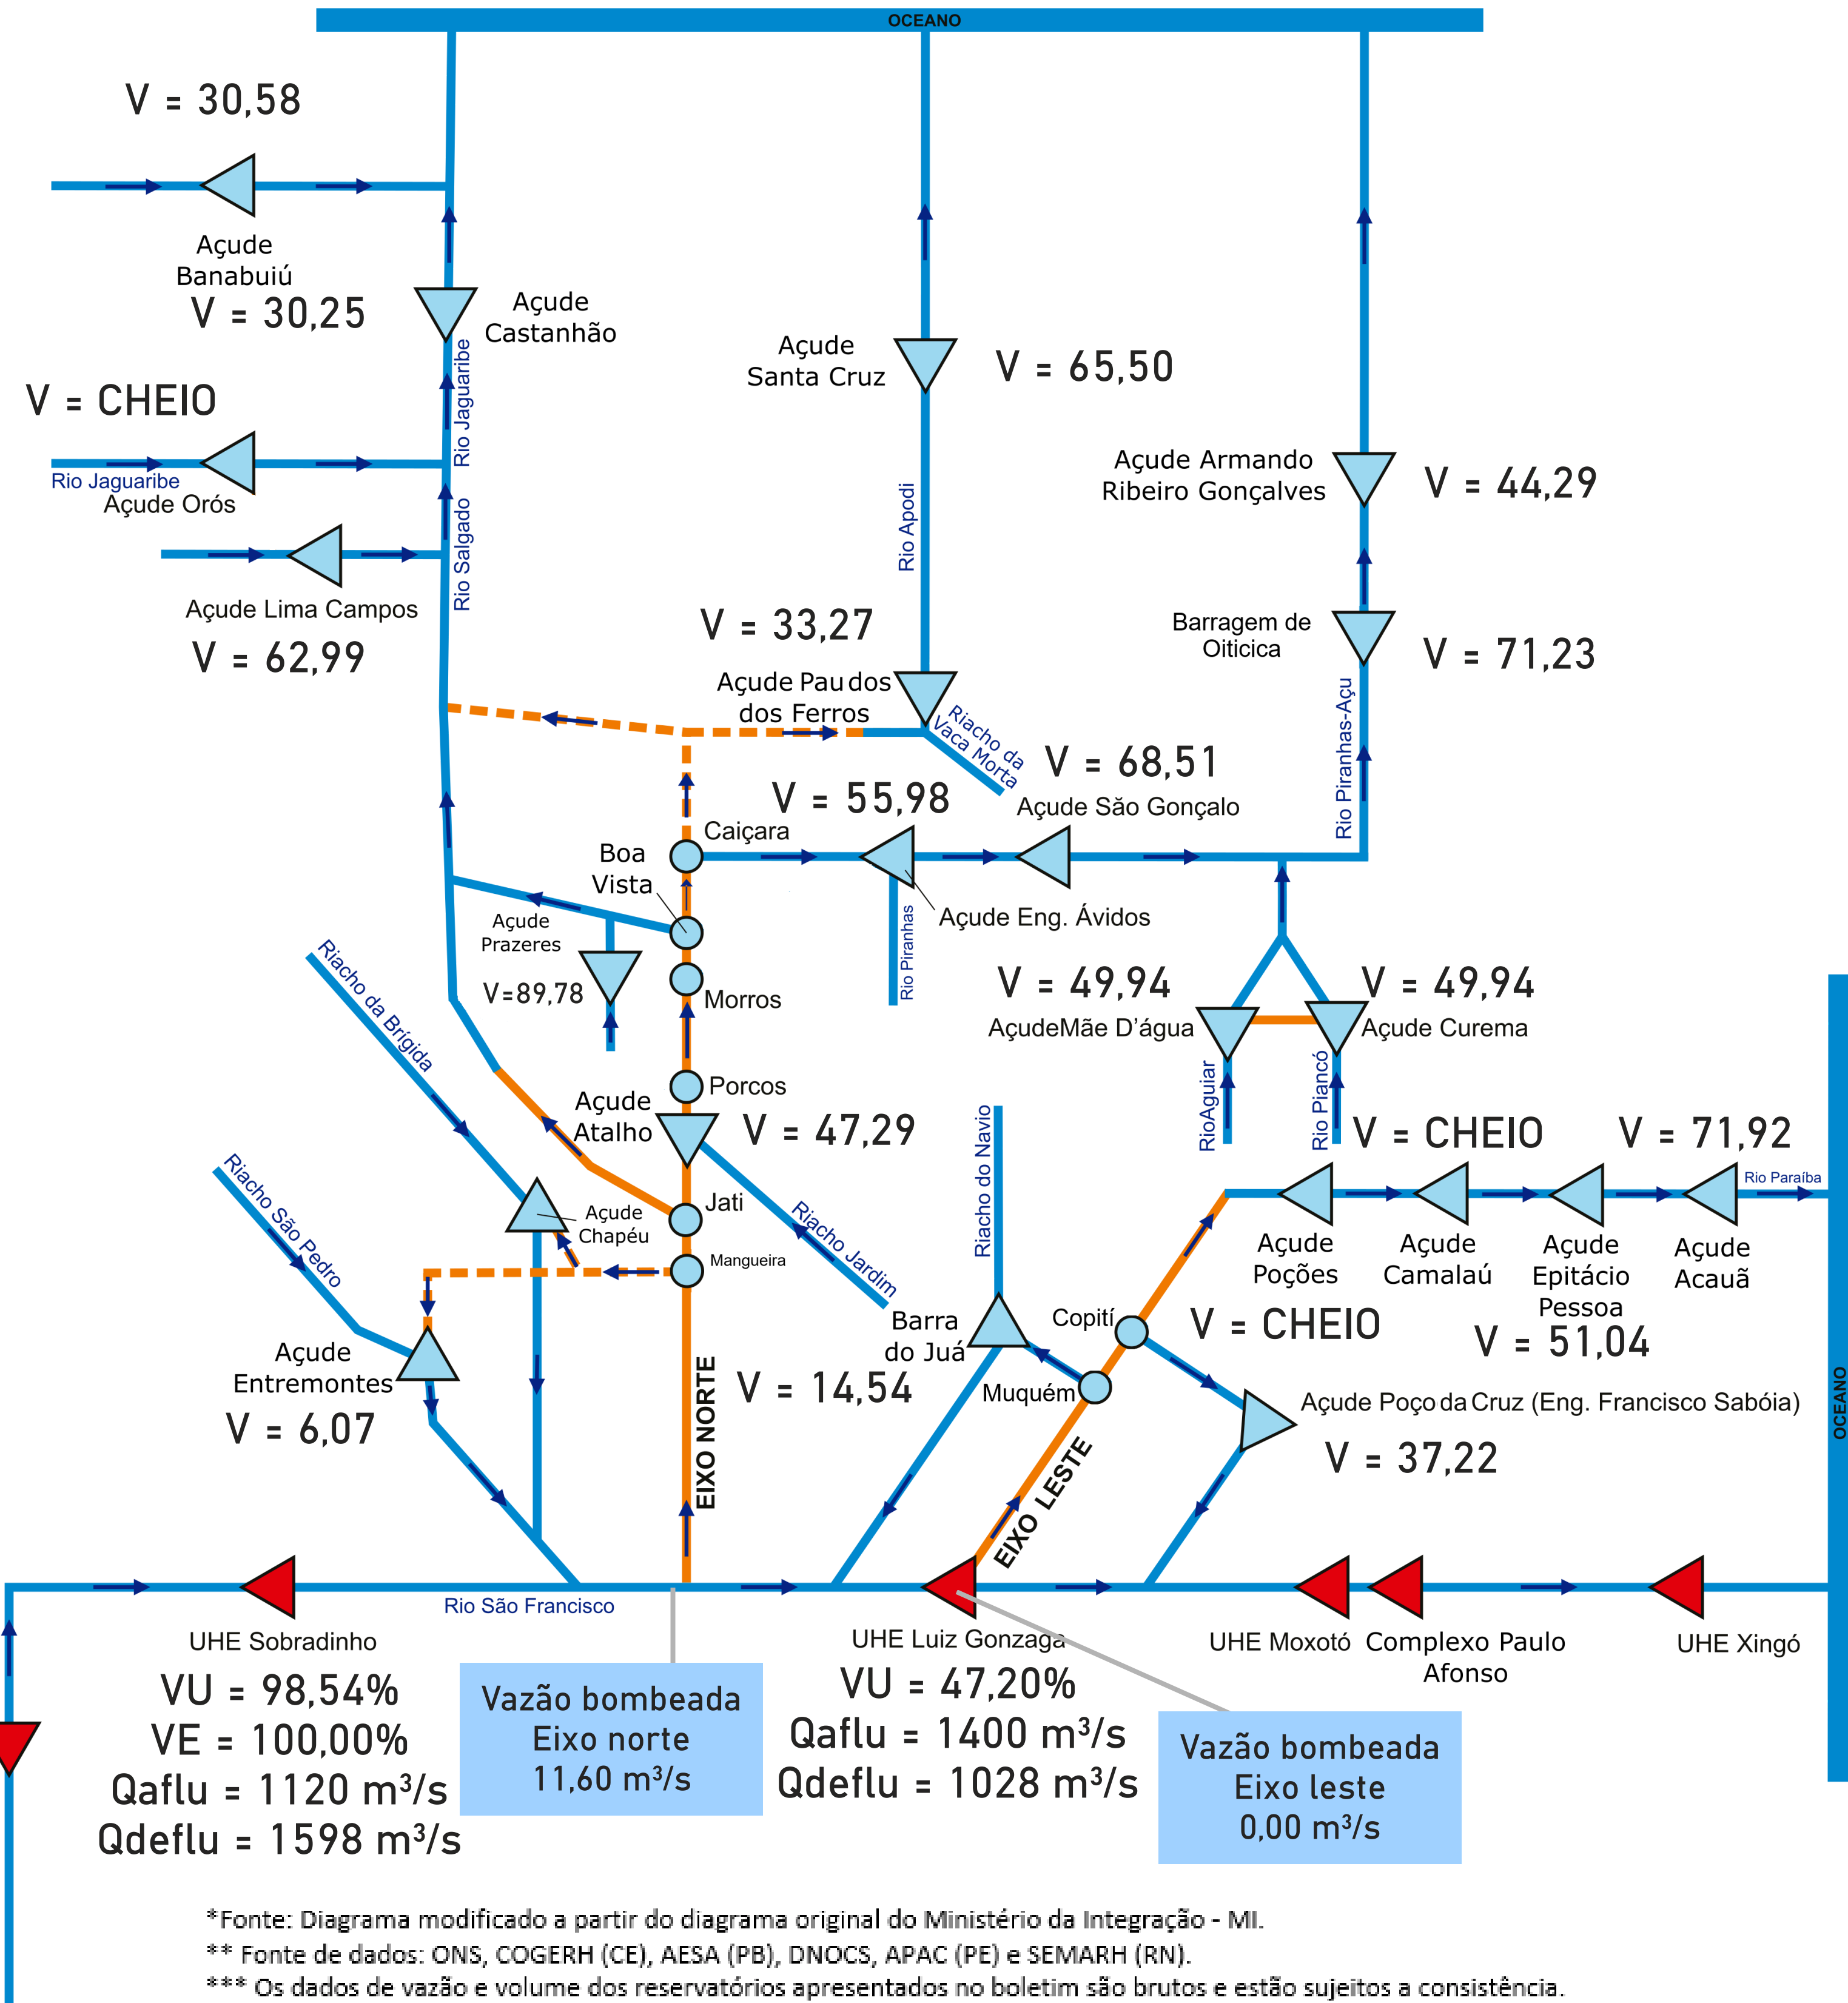 OCEANO
V = 30,58
Açude
Banabuiú
V = 30,25
Açude
Castanhão
Rio Jaguaribe
V = CHEIO
Rio Jaguaribe
Açude Orós
Rio Salgado
Açude Lima Campos
V = 62,99
Açude
Santa Cruz
V = 65,50
Rio Apodi
Açude Armando
Ribeiro Gonçalves
V = 44,29
Barragem de
Oiticica
V = 71,23
V = 33,27
Açude Pau dos
dos Ferros
Riacho da
Vaca Morta
Rio Piranhas-Açu
V = 68,51
Açude São Gonçalo
V = 55,98
Caiçara
Boa
Vista
Açude Eng. Ávidos
Rio Piranhas
Açude
Prazeres
V=89,78
Morros
V = 49,94
AçudeMãe D'água
V = 49,94
Açude Curema
RioAguiar
Rio Piancó
Riacho da Brígida
Porcos
Açude
Atalho
V = 47,29
Riacho do Navio
V = CHEIO
V = 71,92
Rio Paraíba
Riacho São Pedro
Açude
Chapéu
Jati
Mangueira
Riacho Jardim
Açude
Poções
Açude
Camalaú
Açude
Epitácio
Pessoa
V = 51,04
Açude
Acauã
Barra
do Juá
V = 14,54
Copití
V = CHEIO
Muquém
Açude
Entremontes
V = 6,07
EIXO NORTE
EIXO LESTE
Açude Poço da Cruz (Eng. Francisco Sabóia)
V = 37,22
OCEANO
Rio São Francisco
UHE Sobradinho
VU = 98,54%
VE = 100,00%
Qaflu = 1120 m³/s
Qdeflu = 1598 m³/s
Vazão bombeada
Eixo norte
11,60 m³/s
UHE Luiz Gonzaga
VU = 47,20%
Qaflu = 1400 m³/s
Qdeflu = 1028 m³/s
Vazão bombeada
Eixo leste
0,00 m³/s
UHE Moxotó
Complexo Paulo
Afonso
UHE Xingó
*Fonte: Diagrama modificado a partir do diagrama original do Ministério da Integração - MI.
** Fonte de dados: ONS, COGERH (CE), AESA (PB), DNOCS, APAC (PE) e SEMARH (RN).
*** Os dados de vazão e volume dos reservatórios apresentados no boletim são brutos e estão sujeitos a consistência.